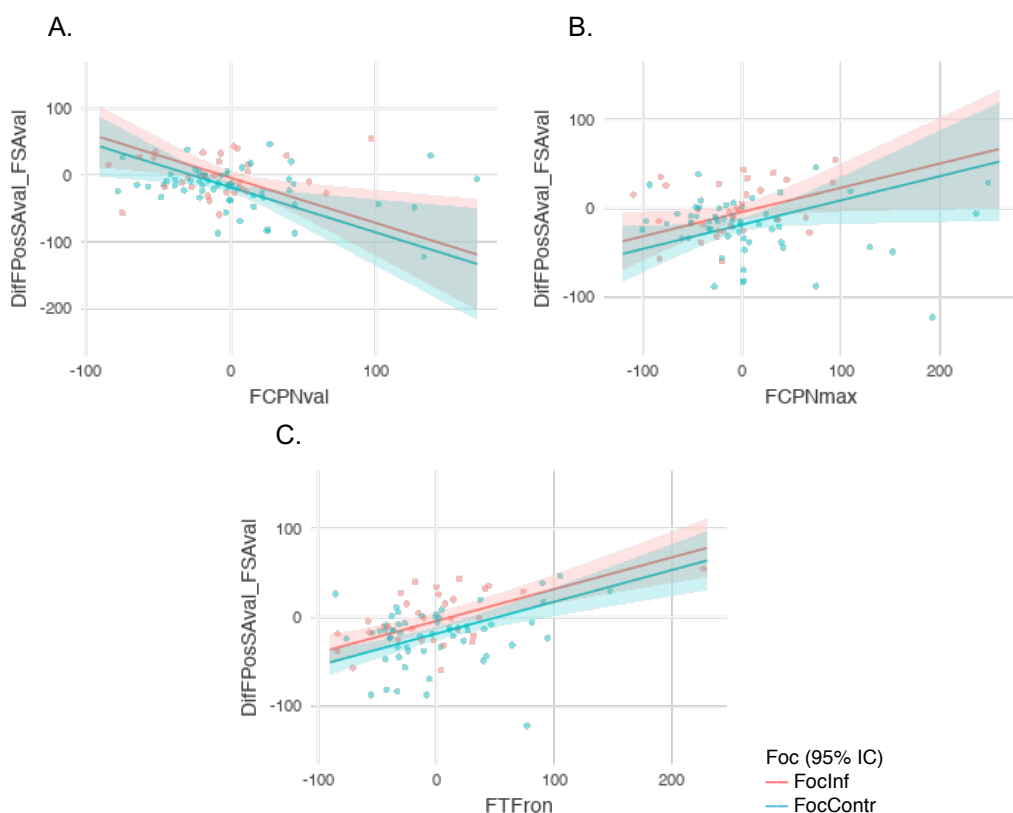 A.
DifFPosSAval_FSAval
100
0
-100
-200
-100 0 100
FCPNval
B.
DifFPosSAval_FSAval
100
0
-100
-100 0 100 200
FCPNmax
C.
DifFPosSAval_FSAval
100
0
-100
-100 0 100 200
FTFron
Foc (95% IC)
FocInf
FocContr